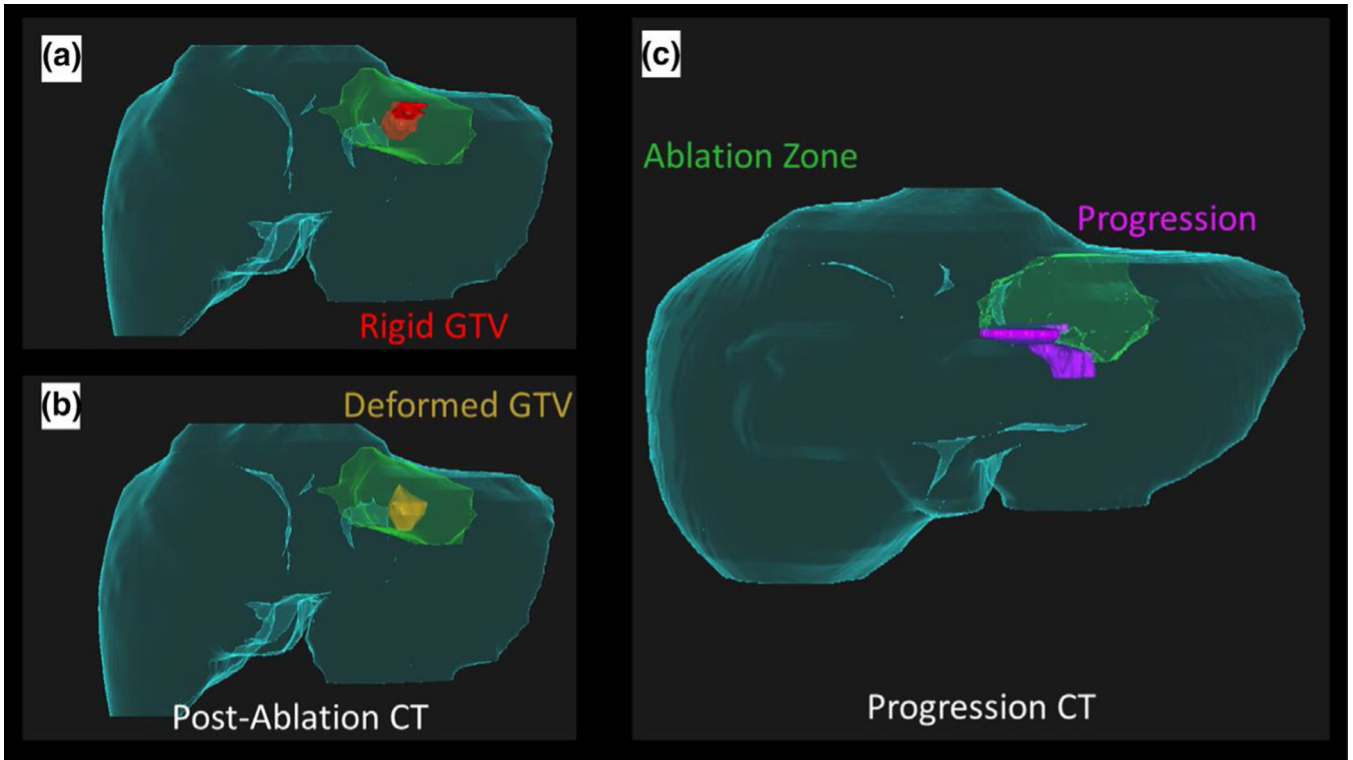 (a)
Rigid GTV
(b)
Deformed GTV
Post-Ablation CT
(c)
Ablation Zone
Progression
Progression CT